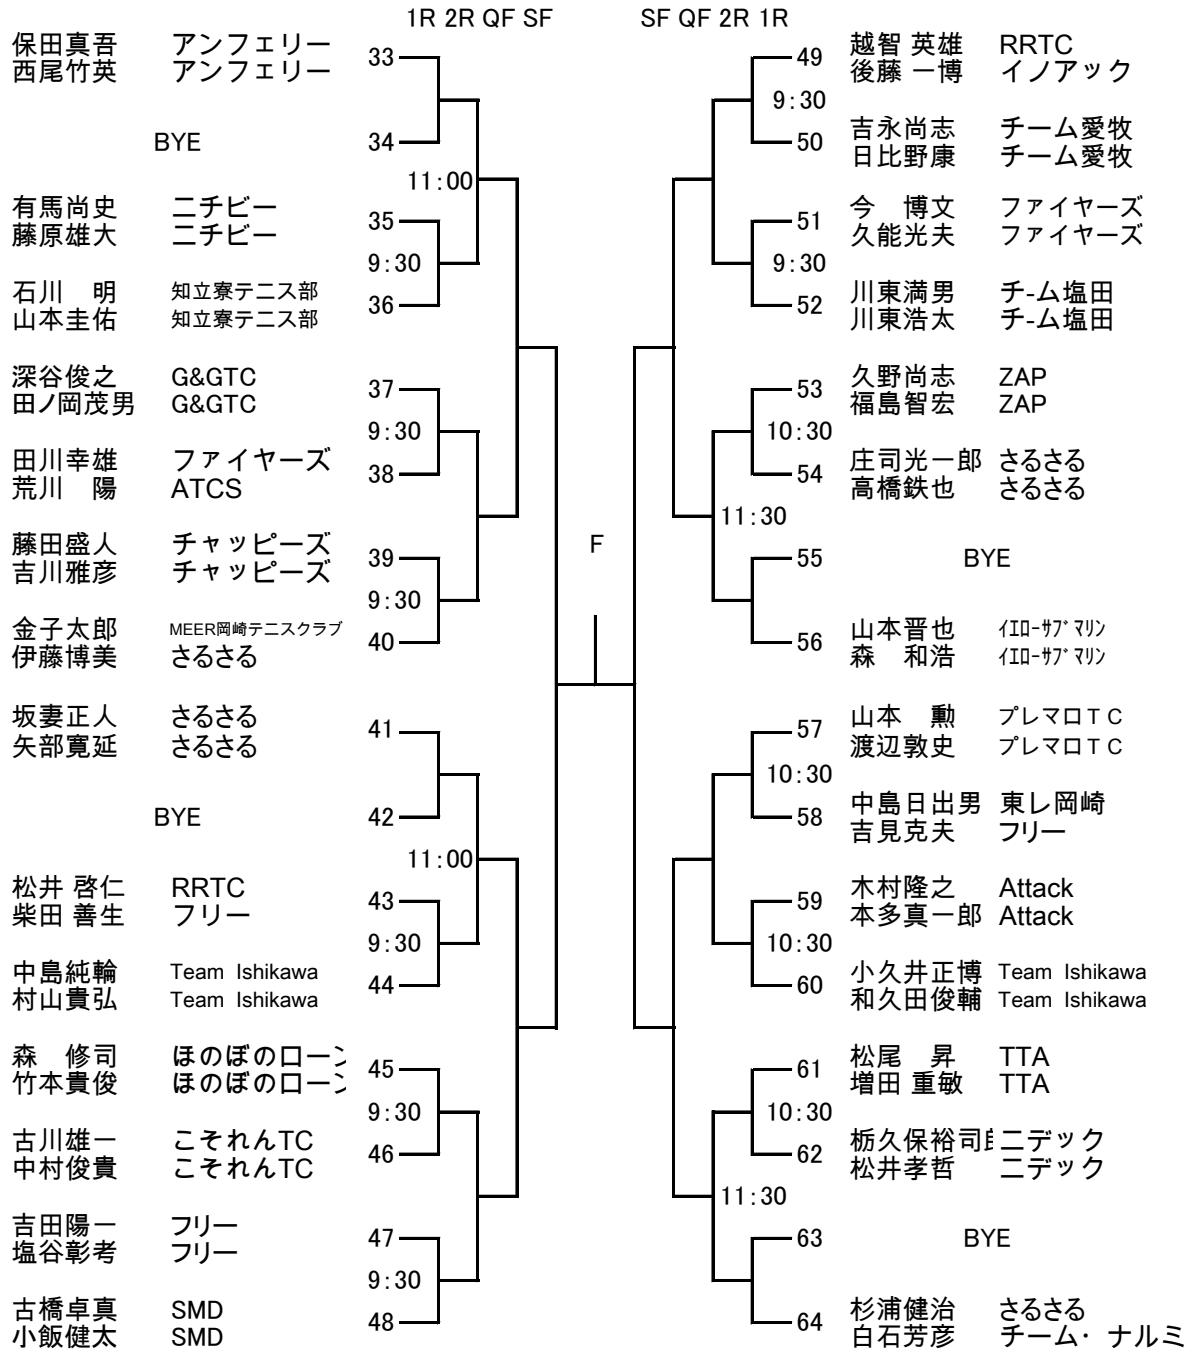 1R 2R QF SF
SF QF 2R 1R
保田真吾 アンフェリー
西尾竹英 アンフェリー
33
BYE
34
11:00
有馬尚史 ニチビー
藤原雄大 ニチビー
35
9:30
石川 明 知立寮テニス部
山本圭佑 知立寮テニス部
36
深谷俊之 G&GTC
田ノ岡茂男 G&GTC
37
9:30
田川幸雄 ファイヤーズ
荒川 陽 ATCS
38
藤田盛人 チャッピーズ
吉川雅彦 チャッピーズ
39
9:30
金子太郎 MEER岡崎テニスクラブ
伊藤博美 さるさる
40
坂妻正人 さるさる
矢部寛延 さるさる
41
BYE
42
11:00
松井 啓仁 RRTC
柴田 善生 フリー
43
9:30
中島純輪 Team Ishikawa
村山貴弘 Team Ishikawa
44
森 修司 ほのぼのローン
竹本貴俊 ほのぼのローン
45
9:30
古川雄一 こそれんTC
中村俊貴 こそれんTC
46
吉田陽一 フリー
塩谷彰考 フリー
47
9:30
古橋卓真 SMD
小飯健太 SMD
48
F
49
越智 英雄 RRTC
後藤 一博 イノアック
9:30
50
吉永尚志 チーム愛牧
日比野康 チーム愛牧
51
今 博文 ファイヤーズ
久能光夫 ファイヤーズ
9:30
52
川東満男 チ-ム塩田
川東浩太 チ-ム塩田
53
久野尚志 ZAP
福島智宏 ZAP
10:30
54
庄司光一郎 さるさる
高橋鉄也 さるさる
11:30
55
BYE
56
山本晋也 ｲｴﾛｰｻﾌﾞﾏﾘﾝ
森 和浩 ｲｴﾛｰｻﾌﾞﾏﾘﾝ
57
山本 勳 プレマロＴＣ
渡辺敦史 プレマロＴＣ
10:30
58
中島日出男 東レ岡崎
吉見克夫 フリー
59
木村隆之 Attack
本多真一郎 Attack
10:30
60
小久井正博 Team Ishikawa
和久田俊輔 Team Ishikawa
61
松尾 昇 TTA
増田 重敏 TTA
10:30
62
栃久保裕司 ニデック
松井孝哲 ニデック
11:30
63
BYE
64
杉浦健治 さるさる
白石芳彦 チーム・ナルミ